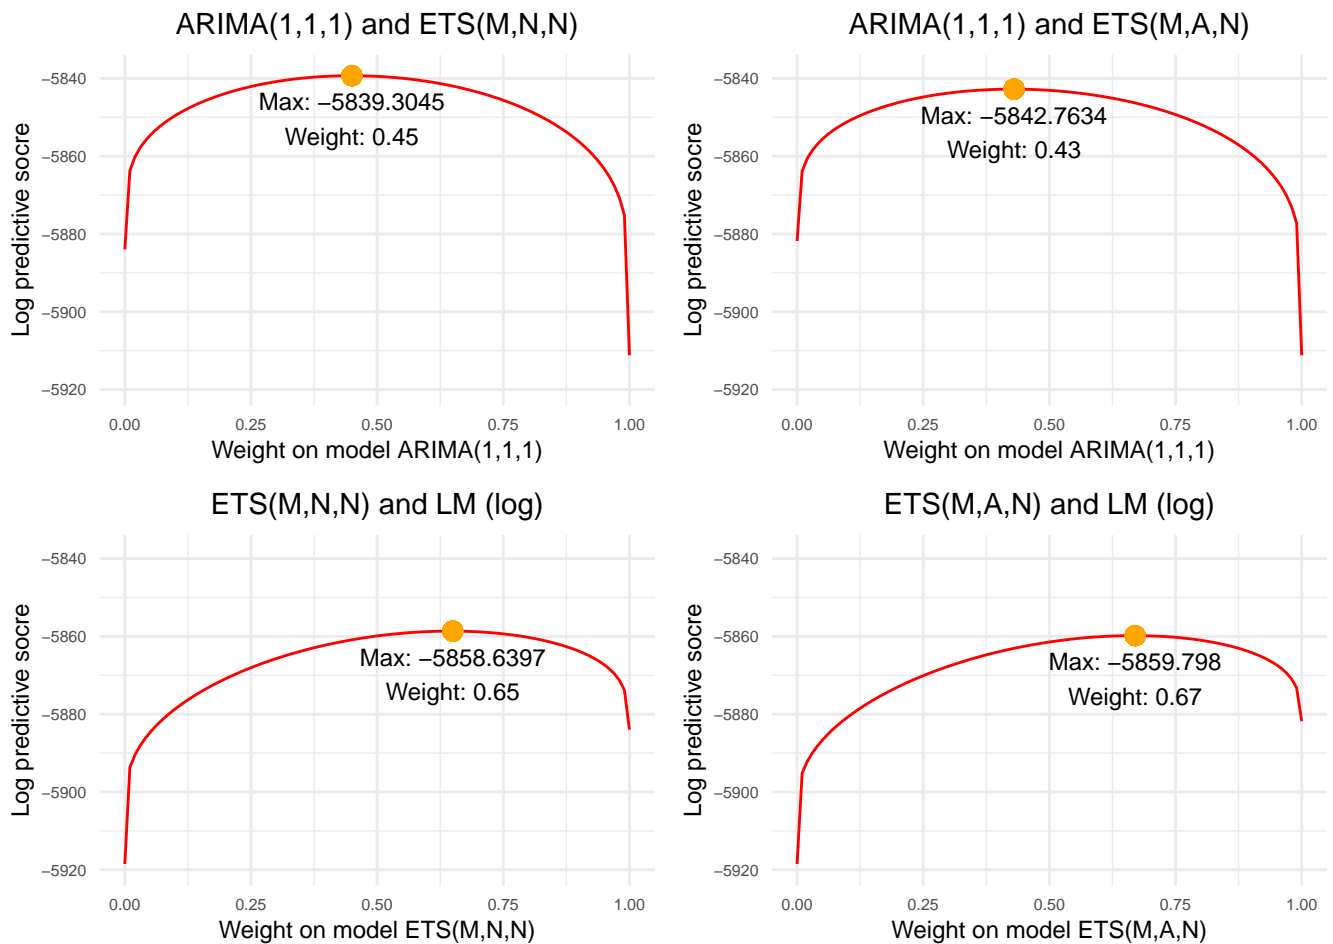 ARIMA(1,1,1) and ETS(M,N,N)
Log predictive socre
−5840
−5860
−5880
−5900
−5920
Max: −5839.3045
Weight: 0.45
0.00 0.25 0.50 0.75 1.00
Weight on model ARIMA(1,1,1)
ARIMA(1,1,1) and ETS(M,A,N)
Log predictive socre
−5840
−5860
−5880
−5900
−5920
Max: −5842.7634
Weight: 0.43
0.00 0.25 0.50 0.75 1.00
Weight on model ARIMA(1,1,1)
ETS(M,N,N) and LM (log)
Log predictive socre
−5840
−5860
−5880
−5900
−5920
Max: −5858.6397
Weight: 0.65
0.00 0.25 0.50 0.75 1.00
Weight on model ETS(M,N,N)
ETS(M,A,N) and LM (log)
Log predictive socre
−5840
−5860
−5880
−5900
−5920
Max: −5859.798
Weight: 0.67
0.00 0.25 0.50 0.75 1.00
Weight on model ETS(M,A,N)